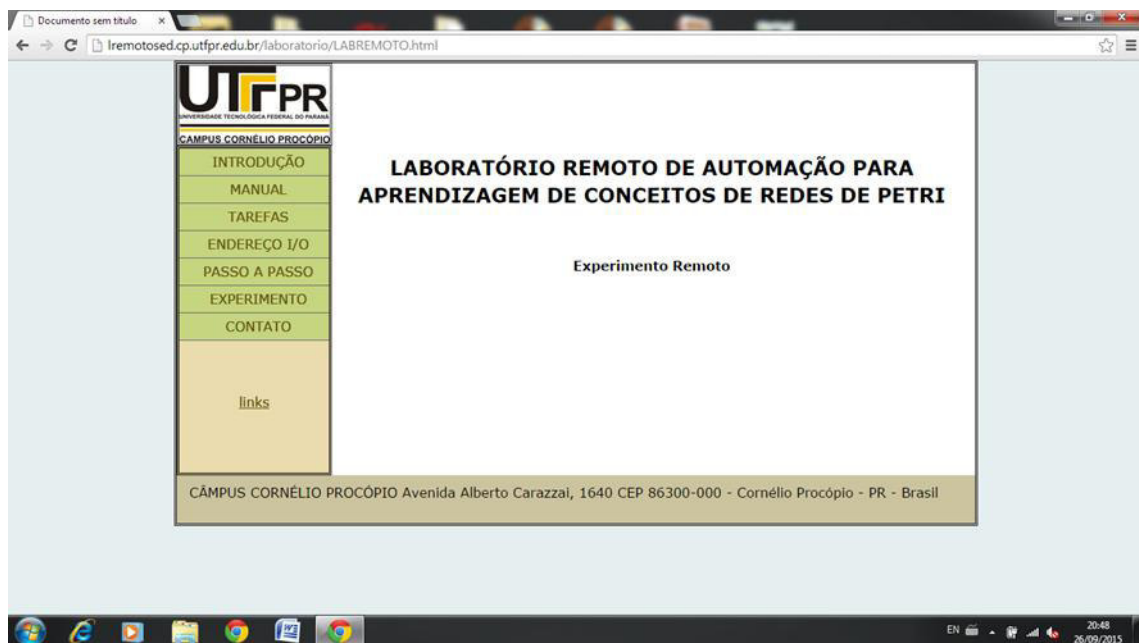 Documento sem título
lremotosed.cp.utfpr.edu.br/laboratorio/LABREMOTO.html
UTFPR
UNIVERSIDADE TECNOLÓGICA FEDERAL DO PARANÁ
CAMPUS CORNÉLIO PROCÓPIO
INTRODUÇÃO
MANUAL
TAREFAS
ENDEREÇO I/O
PASSO A PASSO
EXPERIMENTO
CONTATO
links
LABORATÓRIO REMOTO DE AUTOMAÇÃO PARA
APRENDIZAGEM DE CONCEITOS DE REDES DE PETRI
Experimento Remoto
CÂMPUS CORNÉLIO PROCÓPIO Avenida Alberto Carazzai, 1640 CEP 86300-000 - Cornélio Procópio - PR - Brasil
EN
20:48
26/09/2015